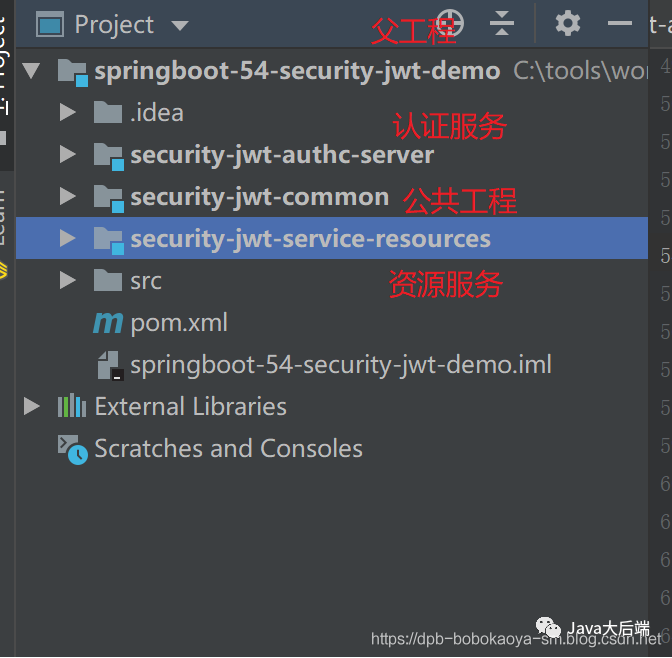 Project
父工程
t-a
springboot-54-security-jwt-demo C:\tools\wor
.idea
认证服务
security-jwt-authc-server
security-jwt-common
公共工程
security-jwt-service-resources
src
资源服务
pom.xml
springboot-54-security-jwt-demo.iml
External Libraries
Scratches and Consoles
Java大后端
https://dpb-bobokaoya-sm.blog.csdn.net